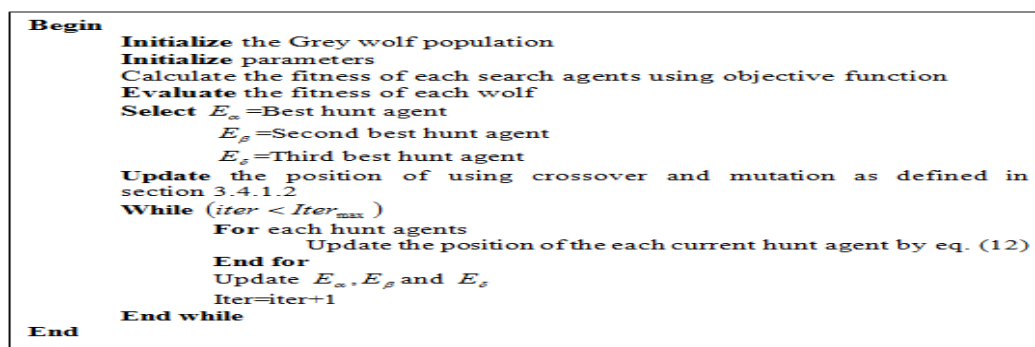 Begin
Initialize the Grey wolf population
Initialize parameters
Calculate the fitness of each search agents using objective function
Evaluate the fitness of each wolf
Select E_α=Best hunt agent
E_β=Second best hunt agent
E_δ=Third best hunt agent
Update the position of using crossover and mutation as defined in
section 3.4.1.2
While (iter < Iter_max)
For each hunt agents
Update the position of the each current hunt agent by eq. (12)
End for
Update E_α, E_β and E_δ
Iter=iter+1
End while
End